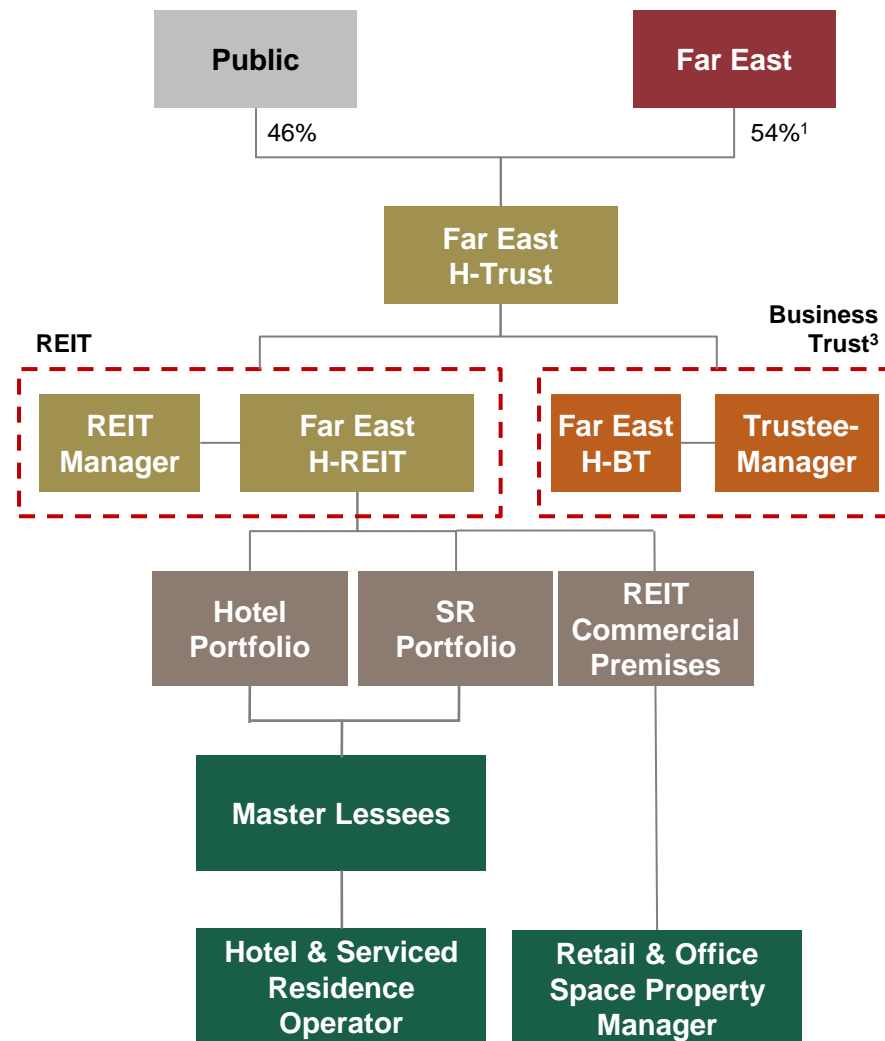 Public
Far East
46%
54%¹
Far East
H-Trust
REIT
Business
Trust³
REIT
Manager
Far East
H-REIT
Far East
H-BT
Trustee-
Manager
Hotel
Portfolio
SR
Portfolio
REIT
Commercial
Premises
Master Lessees
Hotel & Serviced
Residence
Operator
Retail & Office
Space Property
Manager